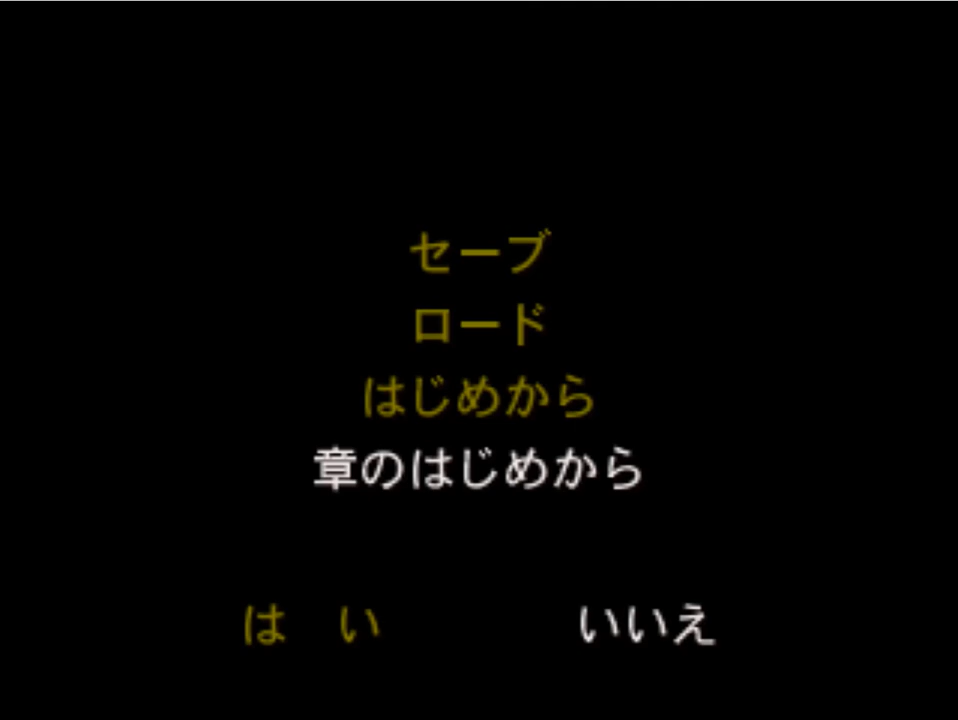 セーブ
ロード
はじめから
章のはじめから
は　い　いいえ